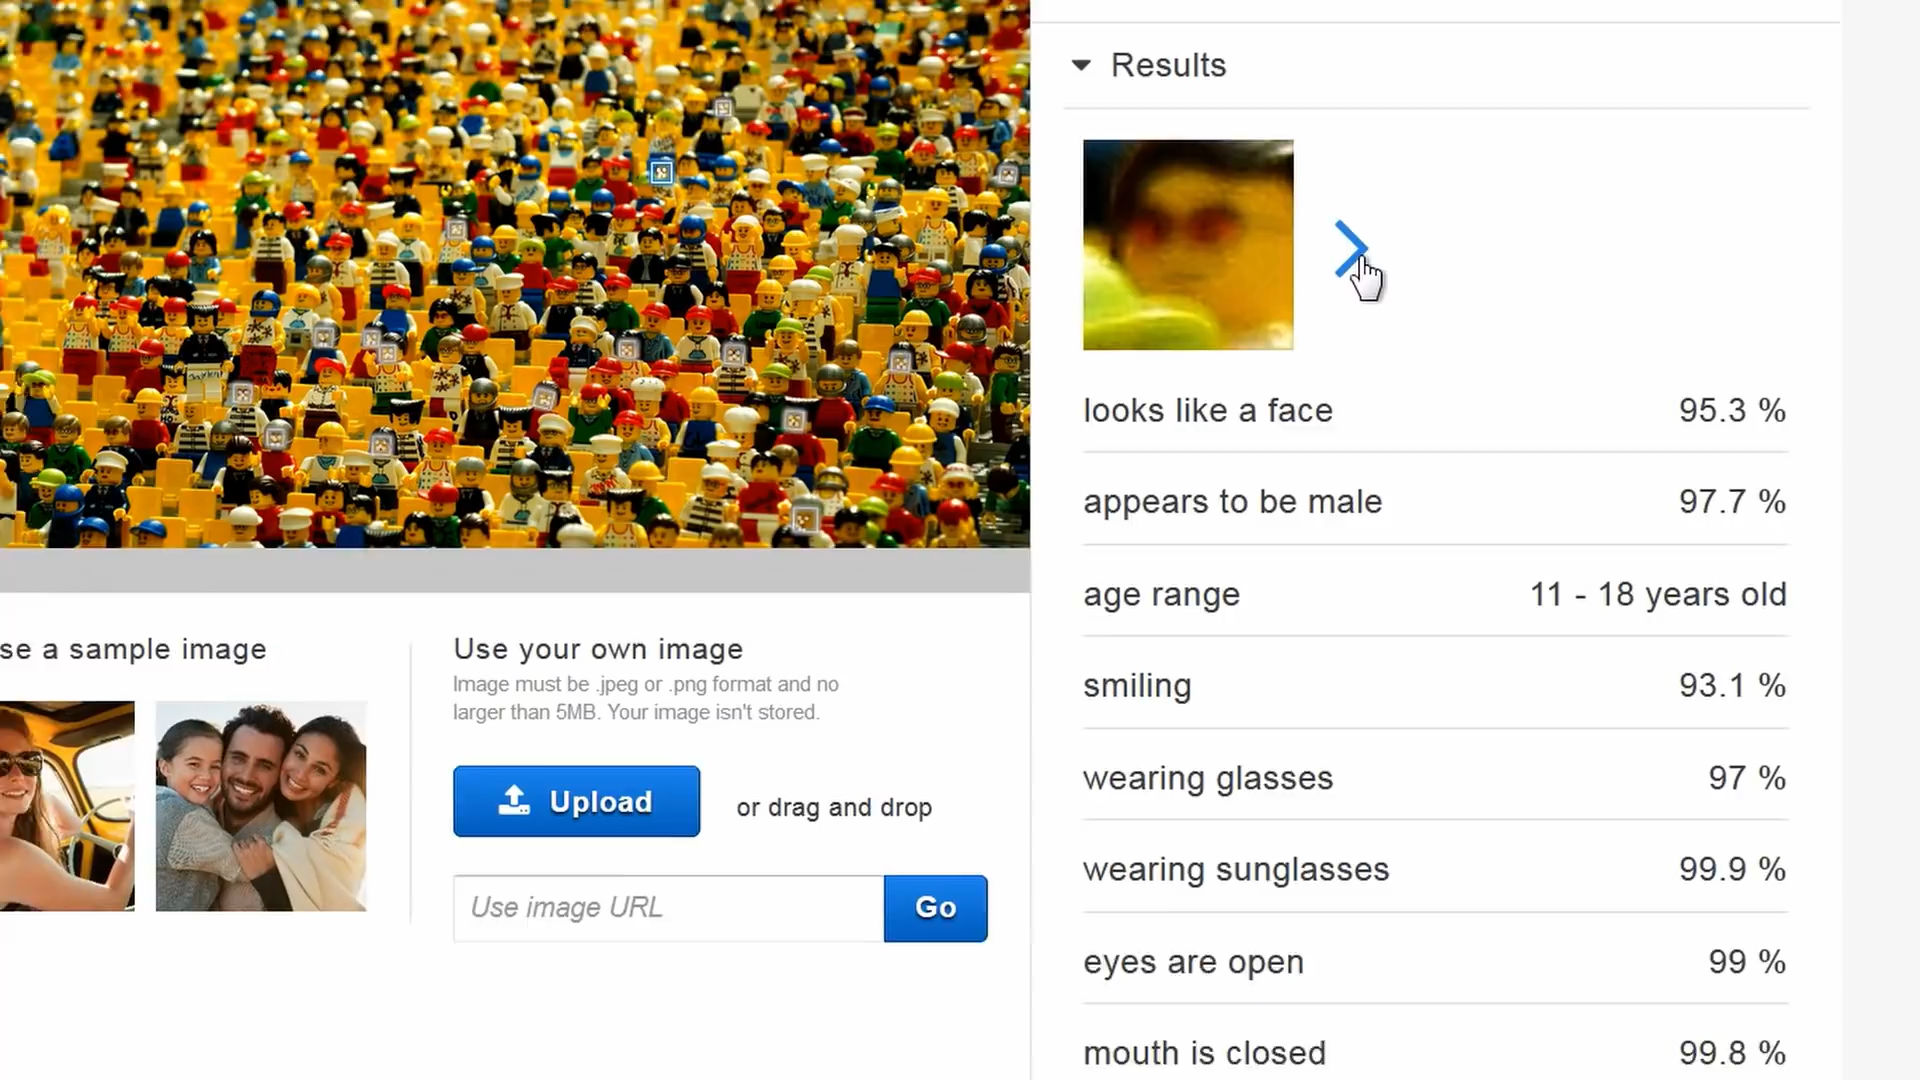 Results
looks like a face 95.3 %
appears to be male 97.7 %
age range 11 - 18 years old
smiling 93.1 %
wearing glasses 97 %
wearing sunglasses 99.9 %
eyes are open 99 %
mouth is closed 99.8 %
se a sample image
Use your own image
Image must be .jpeg or .png format and no
larger than 5MB. Your image isn't stored.
Upload
or drag and drop
Use image URL
Go